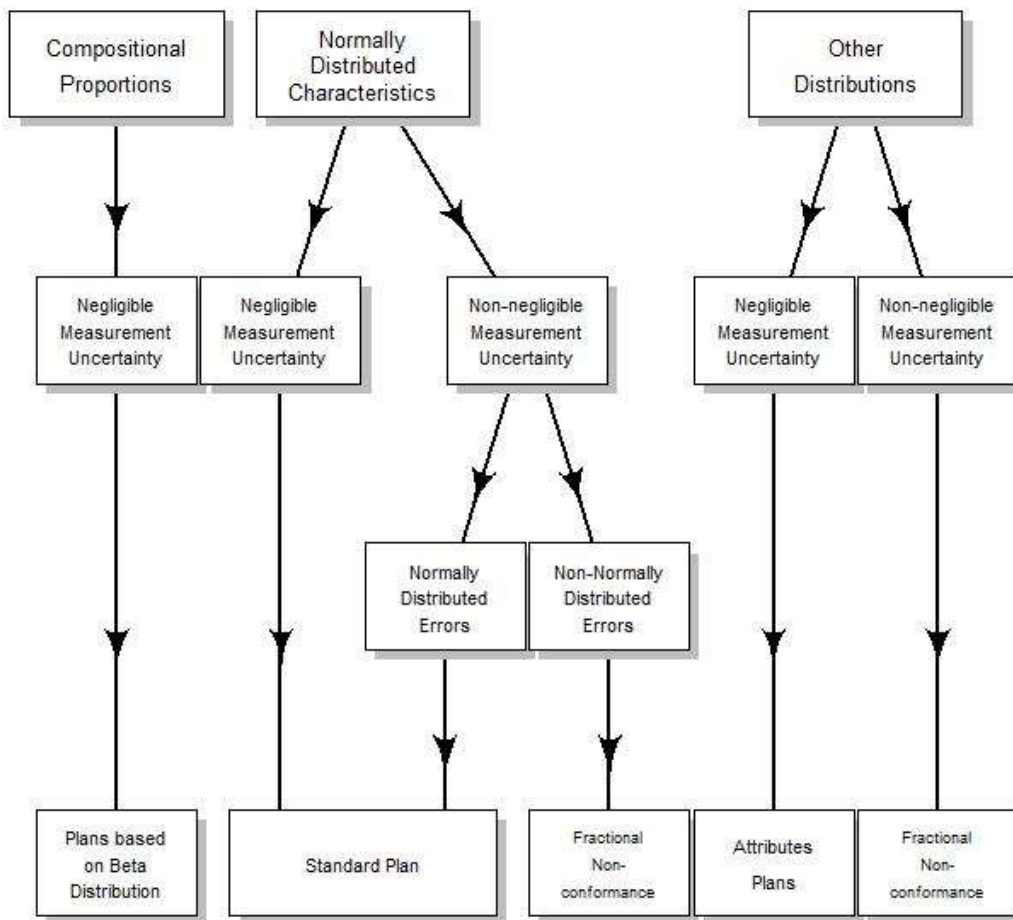 Compositional
Proportions
Normally
Distributed
Characteristics
Other
Distributions
Negligible
Measurement
Uncertainty
Negligible
Measurement
Uncertainty
Non-negligible
Measurement
Uncertainty
Negligible
Measurement
Uncertainty
Non-negligible
Measurement
Uncertainty
Normally
Distributed
Errors
Non-Normally
Distributed
Errors
Plans based
on Beta
Distribution
Standard Plan
Fractional
Non-
conformance
Attributes
Plans
Fractional
Non-
conformance